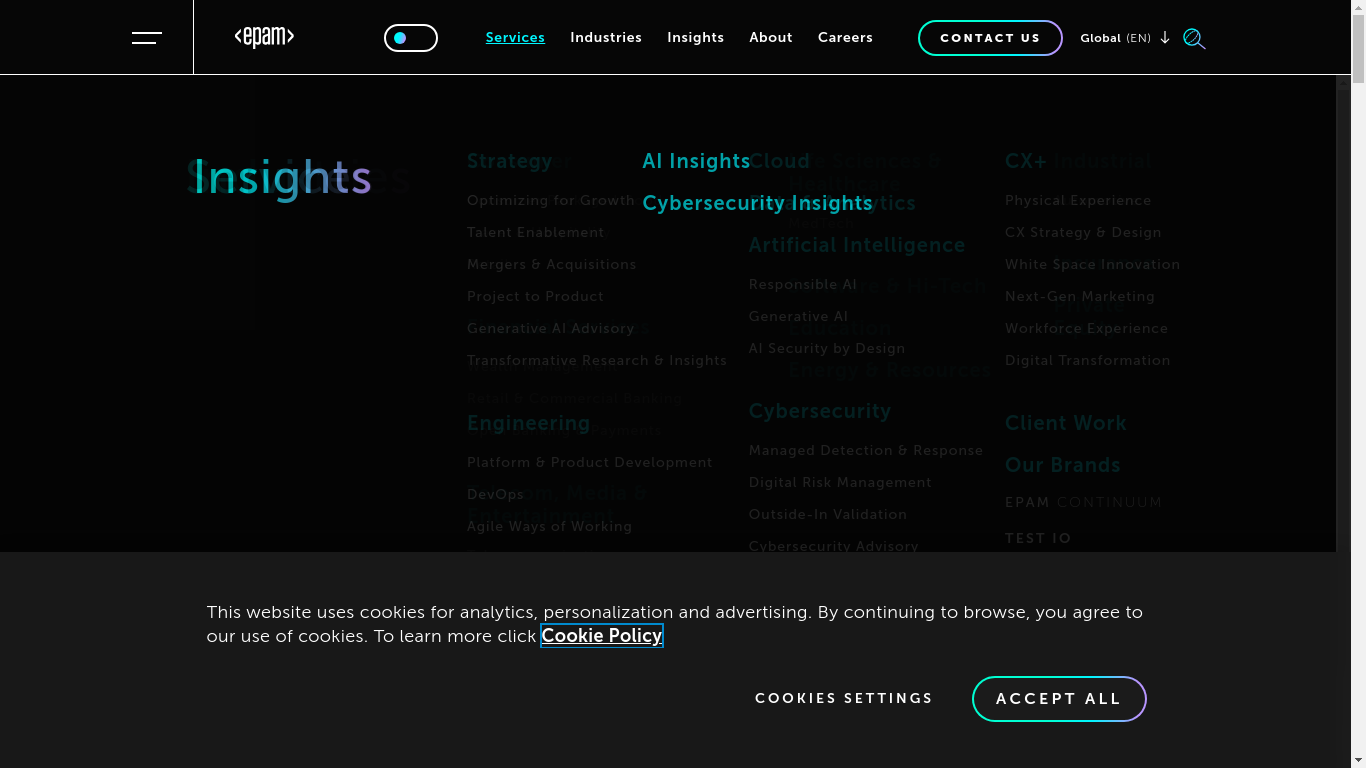 <epam>
Services
Industries
Insights
About
Careers
CONTACT US
Global (EN)
Insights
Services
Strategy
Optimizing for Growth
Talent Enablement
Mergers & Acquisitions
Project to Product
Generative AI Advisory
Transformative Research & Insights
Engineering
Platform & Product Development
DevOps
Agile Ways of Working
AI Insights
Cybersecurity Insights
Cloud
Artificial Intelligence
Responsible AI
Generative AI
AI Security by Design
Cybersecurity
Managed Detection & Response
Digital Risk Management
Outside-In Validation
Cybersecurity Advisory
Education
Energy & Resources
CX+
Industrial
Physical Experience
CX Strategy & Design
White Space Innovation
Next-Gen Marketing
Workforce Experience
Digital Transformation
Client Work
Our Brands
EPAM CONTINUUM
TEST IO
This website uses cookies for analytics, personalization and advertising. By continuing to browse, you agree to
our use of cookies. To learn more click Cookie Policy
COOKIES SETTINGS
ACCEPT ALL